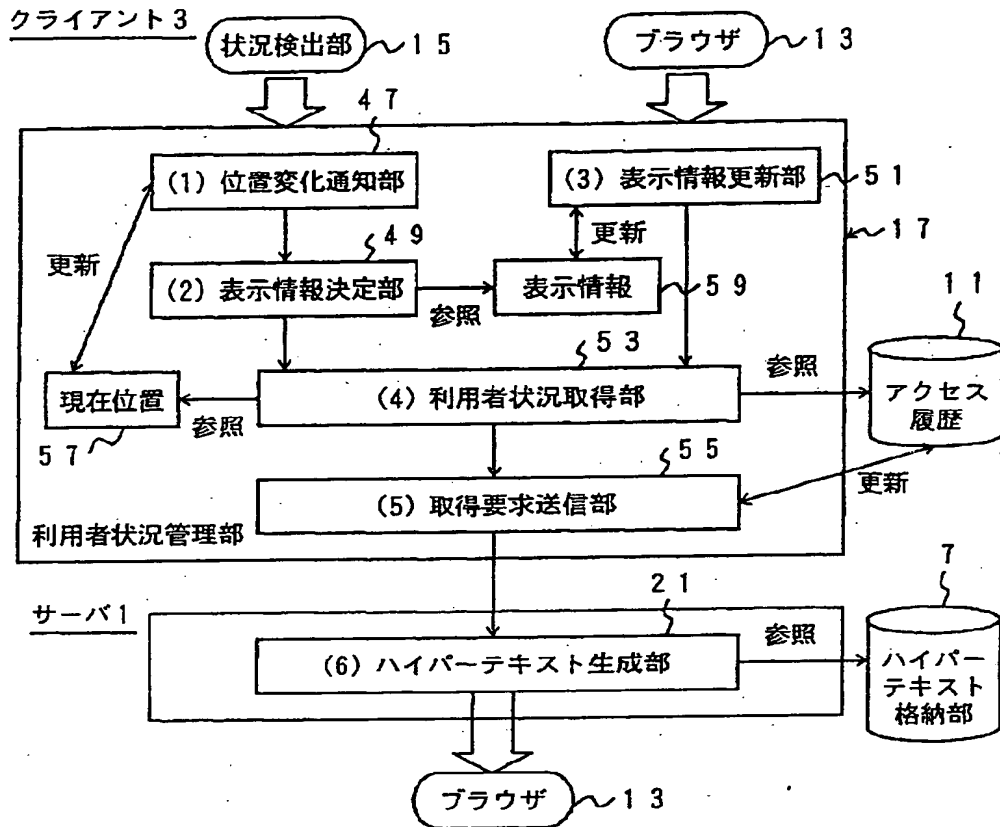 クライアント3
状況検出部
15
ブラウザ
13
47
(1) 位置変化通知部
(3) 表示情報更新部
51
17
更新
49
更新
(2) 表示情報決定部
参照
表示情報
59
11
53
現在位置
57
参照
(4) 利用者状況取得部
参照
アクセス
履歴
55
(5) 取得要求送信部
更新
利用者状況管理部
7
サーバ1
21
(6) ハイパーテキスト生成部
参照
ハイパー
テキスト
格納部
ブラウザ
13